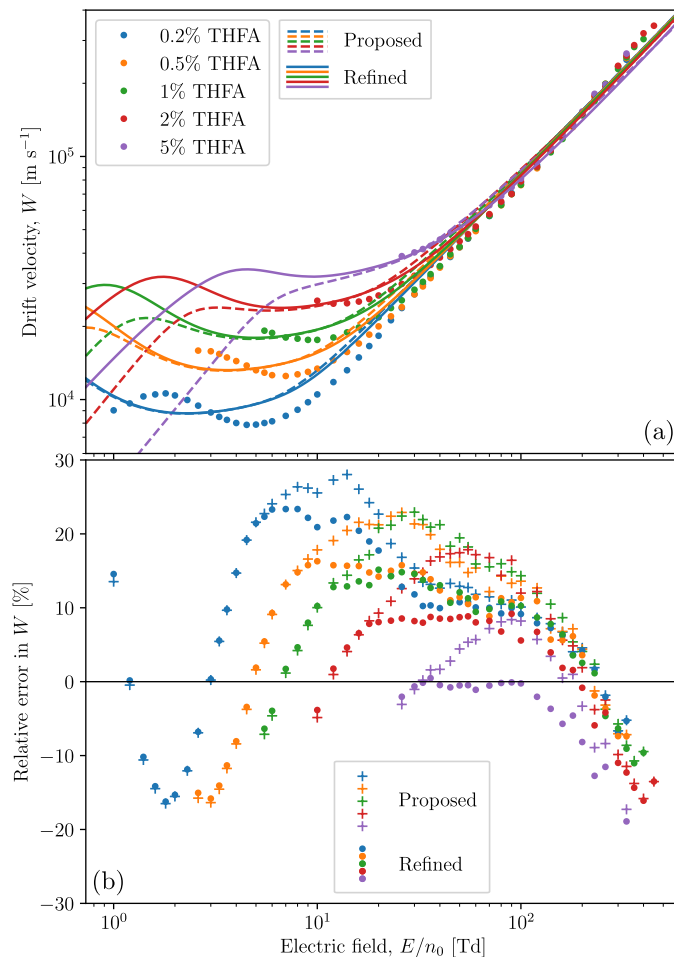 0.2% THFA
0.5% THFA
1% THFA
2% THFA
5% THFA
Proposed
Refined
Drift velocity, W [m s⁻¹]
10⁵
10⁴
(a)
Relative error in W [%]
30
20
10
0
−10
−20
−30
Proposed
Refined
(b)
10⁰
10¹
10²
Electric field, E/n₀ [Td]